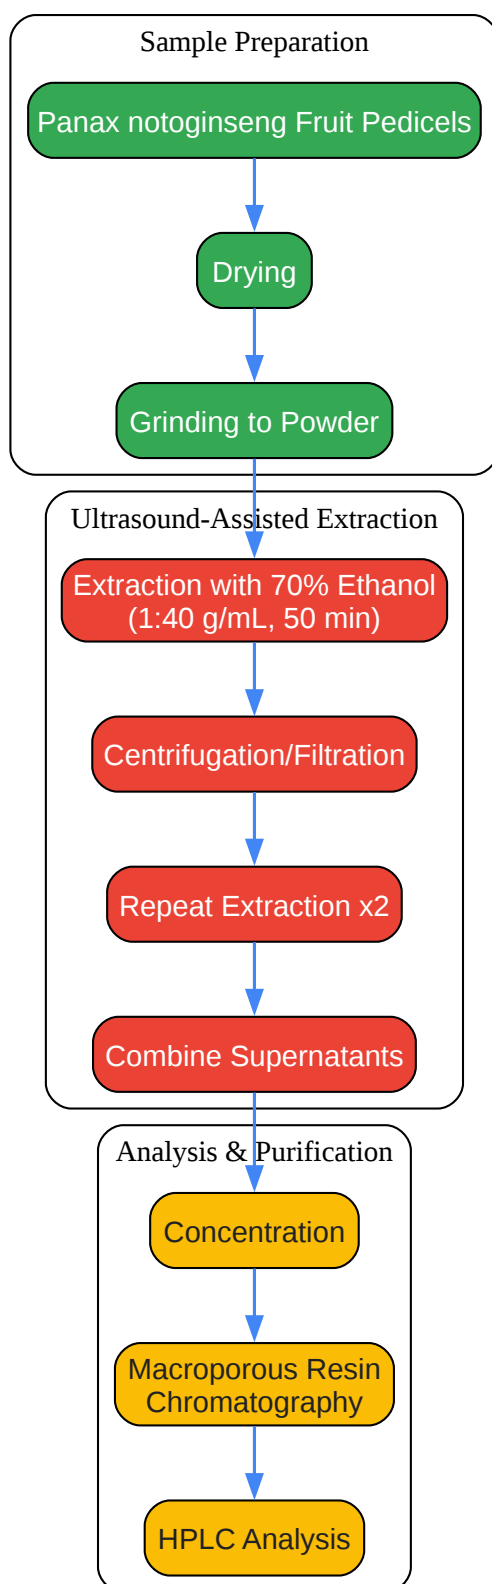 Sample Preparation
Panax notoginseng Fruit Pedicels
Drying
Grinding to Powder
Ultrasound-Assisted Extraction
Extraction with 70% Ethanol
(1:40 g/mL, 50 min)
Centrifugation/Filtration
Repeat Extraction x2
Combine Supernatants
Analysis & Purification
Concentration
Macroporous Resin
Chromatography
HPLC Analysis